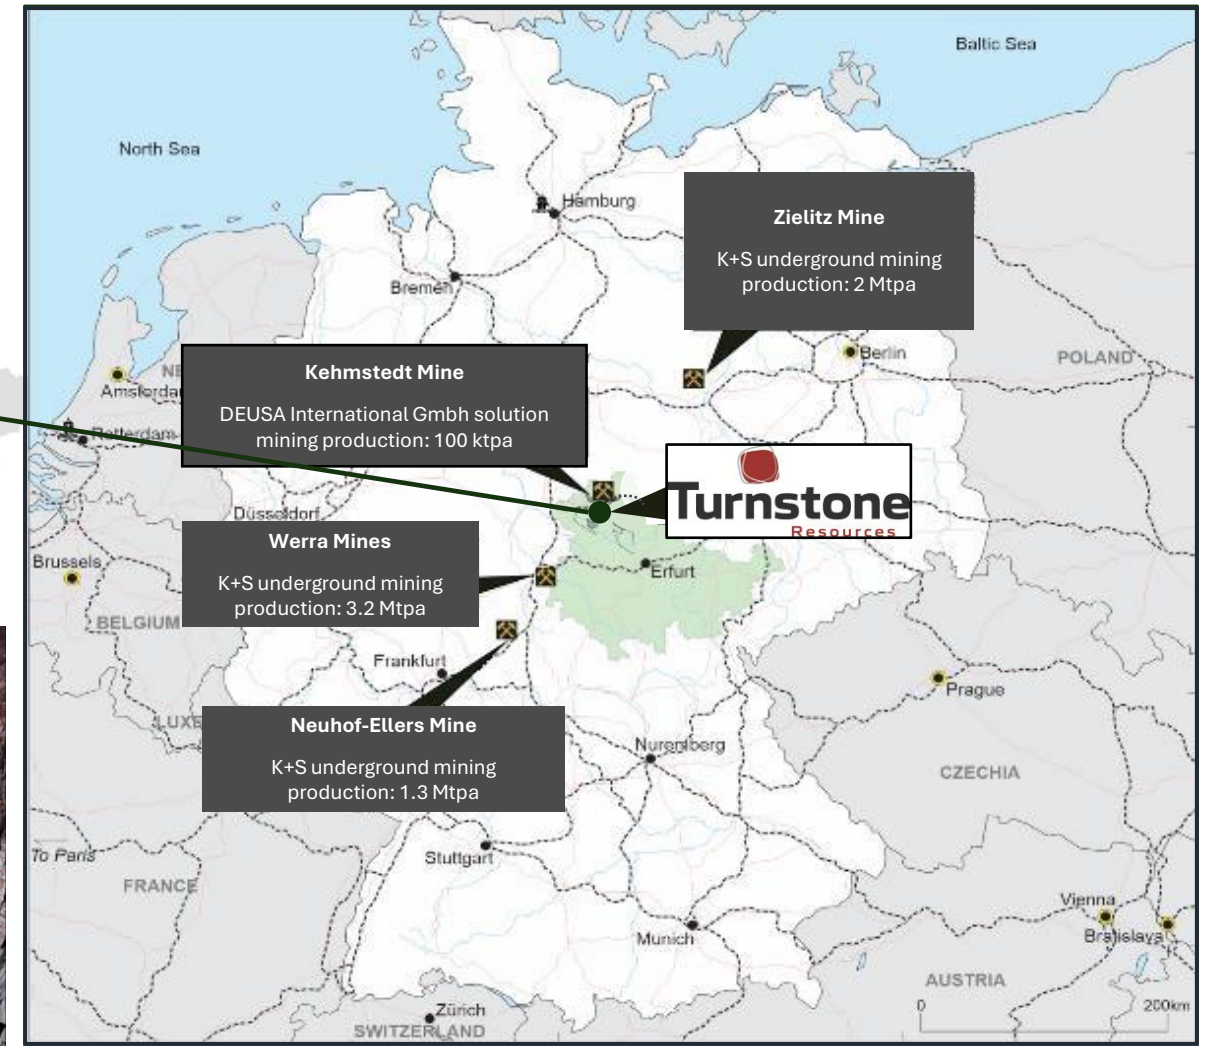 Baltic Sea
North Sea
Hamburg
Zielitz Mine
K+S underground mining
production: 2 Mtpa
Bremen
Berlin
POLAND
NE
Amsterda
Kehmstedt Mine
DEUSA International Gmbh solution
mining production: 100 ktpa
Rotterdam
Turnstone
Resources
Düsseldorf
Werra Mines
K+S underground mining
production: 3.2 Mtpa
Brussels
Erfurt
BELGIUM
Frankfurt
Prague
LUXE
Neuhof-Ellers Mine
K+S underground mining
production: 1.3 Mtpa
Nuremberg
CZECHIA
To Paris
Stuttgart
FRANCE
Vienna
Munich
Bratislava
AUSTRIA
Zürich
SWITZERLAND
0
200km